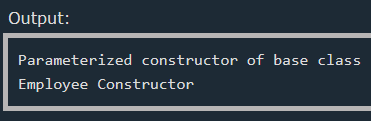 Output:
Parameterized constructor of base class
Employee Constructor